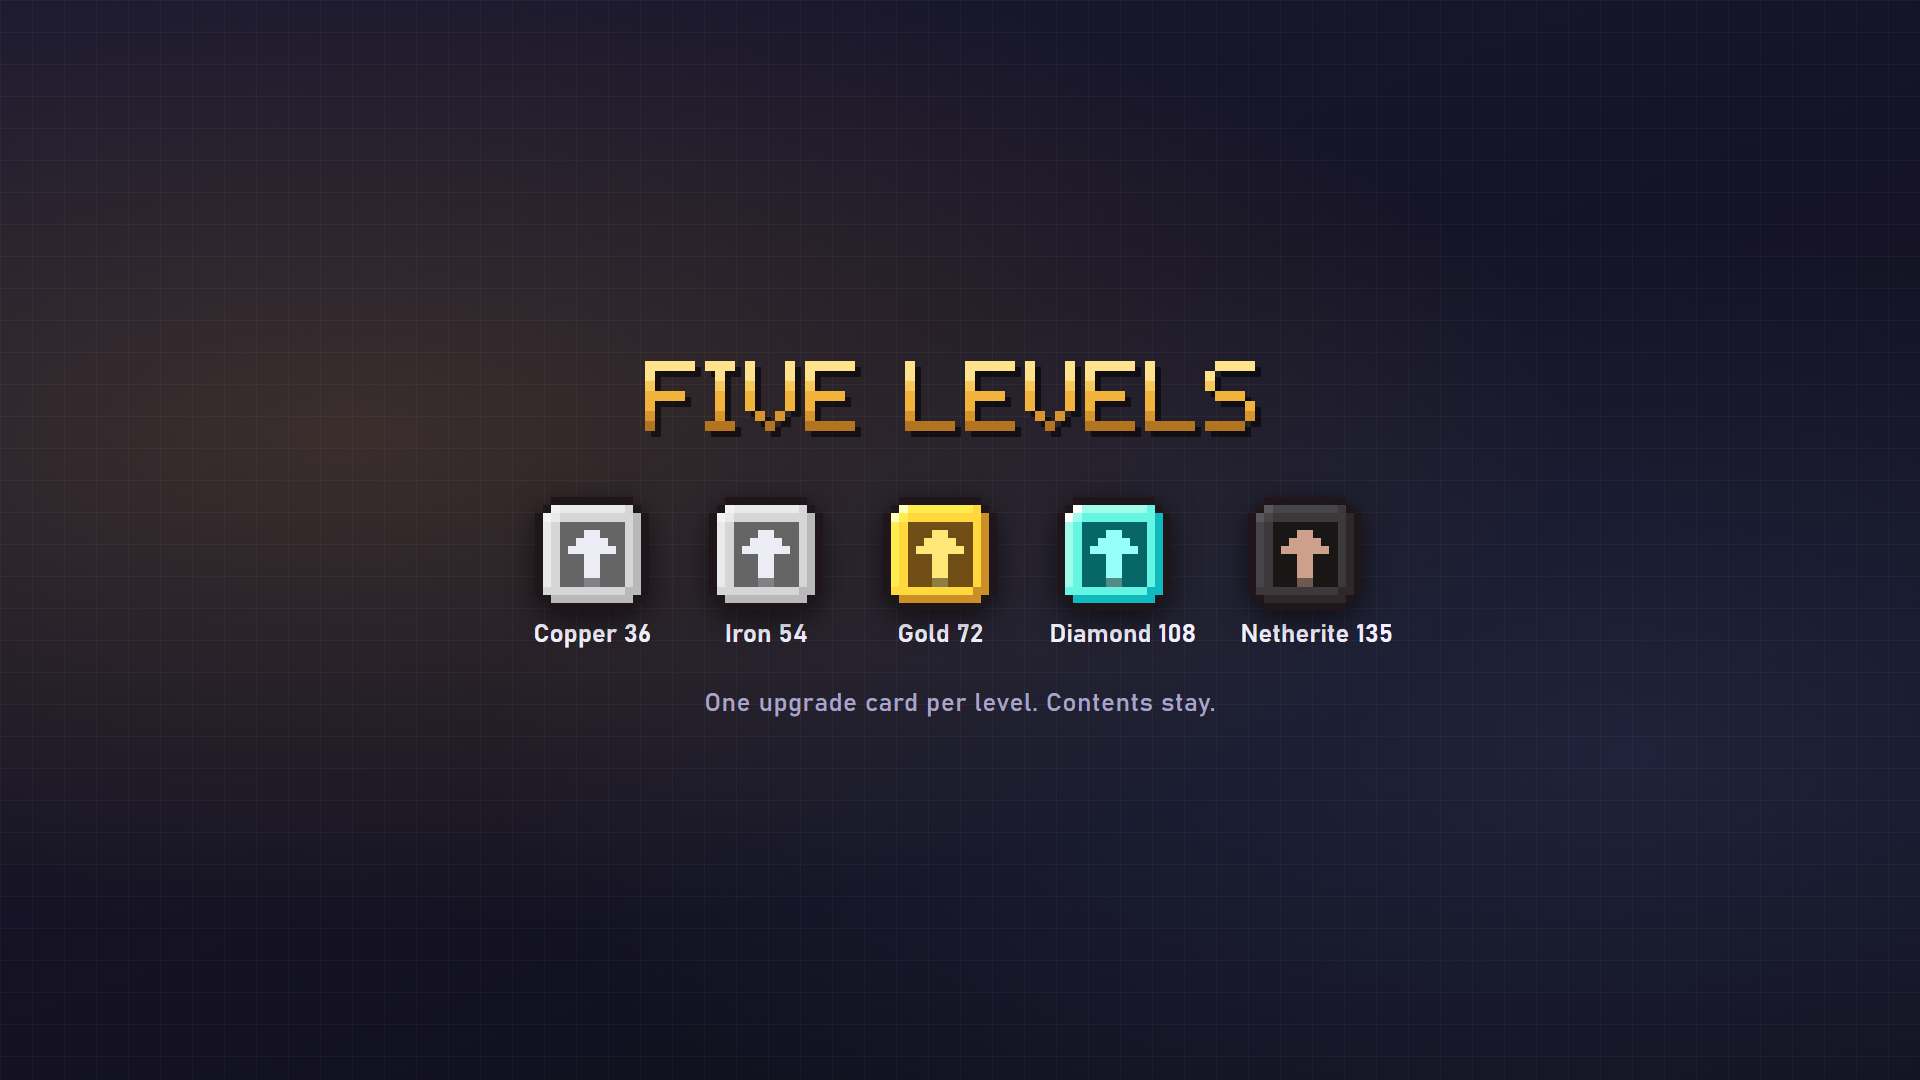 FIVE LEVELS
Copper 36
Iron 54
Gold 72
Diamond 108
Netherite 135
One upgrade card per level. Contents stay.